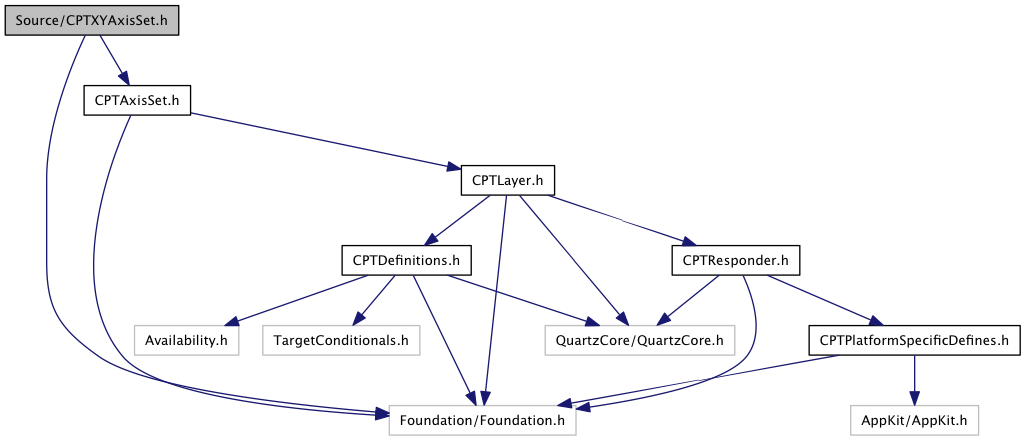 Source/CPTXYAxisSet.h
CPTAxisSet.h
CPTLayer.h
CPTDefinitions.h
CPTResponder.h
Availability.h
TargetConditionals.h
QuartzCore/QuartzCore.h
CPTPlatformSpecificDefines.h
Foundation/Foundation.h
AppKit/AppKit.h